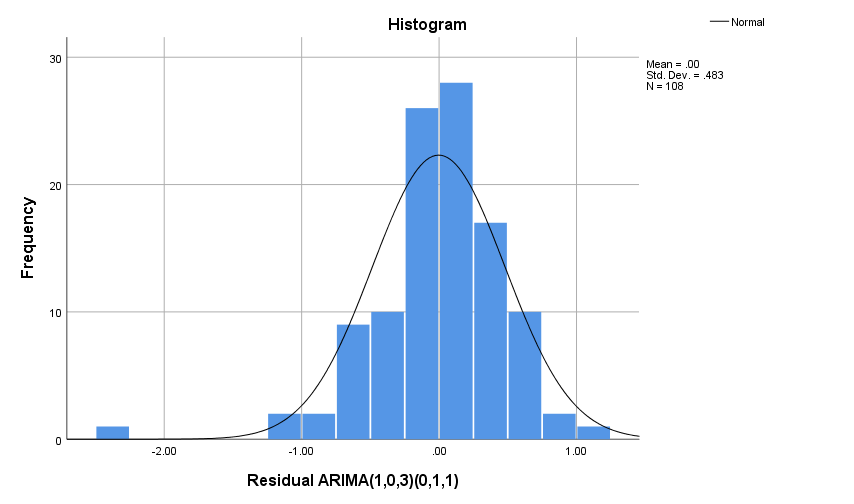 Histogram
Normal
Mean = .00
Std. Dev. = .483
N = 108
Frequency
30
20
10
0
-2.00
-1.00
.00
1.00
Residual ARIMA(1,0,3)(0,1,1)